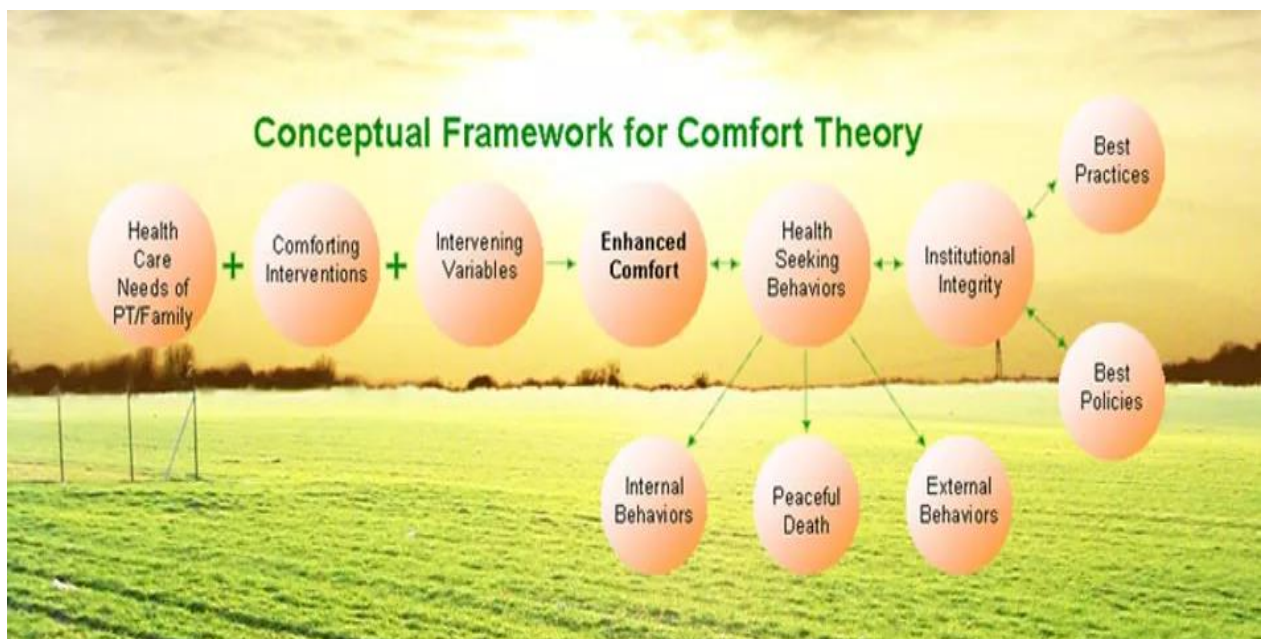 Conceptual Framework for Comfort Theory
Health
Care
Needs of
PT/Family
+
Comforting
Interventions
+
Intervening
Variables
Enhanced
Comfort
Health
Seeking
Behaviors
Institutional
Integrity
Best
Practices
Best
Policies
Internal
Behaviors
Peaceful
Death
External
Behaviors